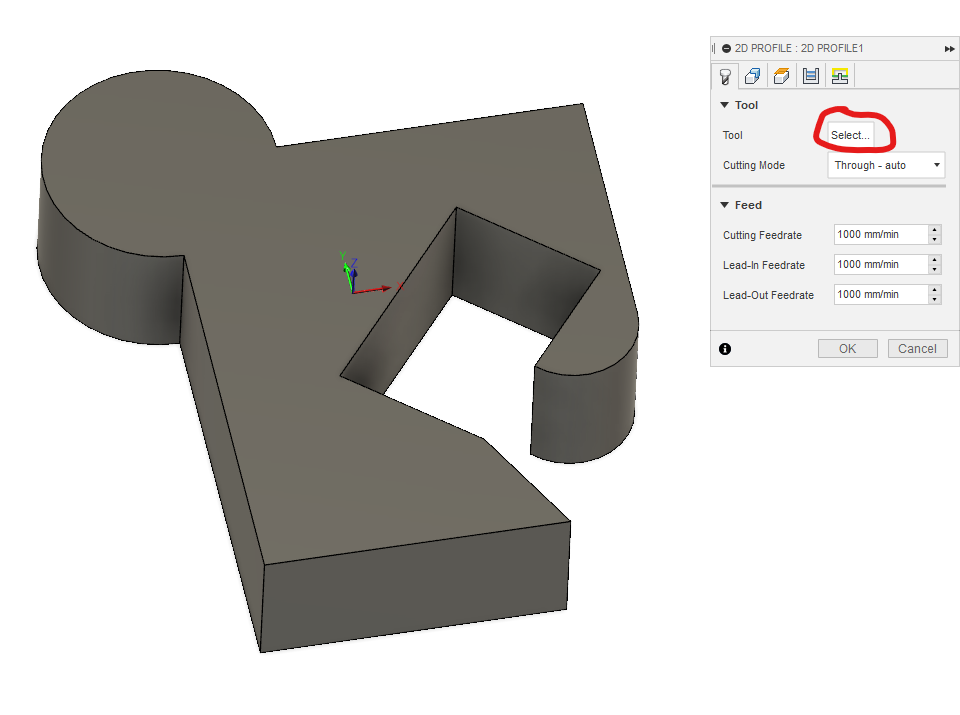 2D PROFILE : 2D PROFILE1
Tool
Tool Select...
Cutting Mode Through - auto
Feed
Cutting Feedrate 1000 mm/min
Lead-In Feedrate 1000 mm/min
Lead-Out Feedrate 1000 mm/min
OK Cancel
Y
Z
X